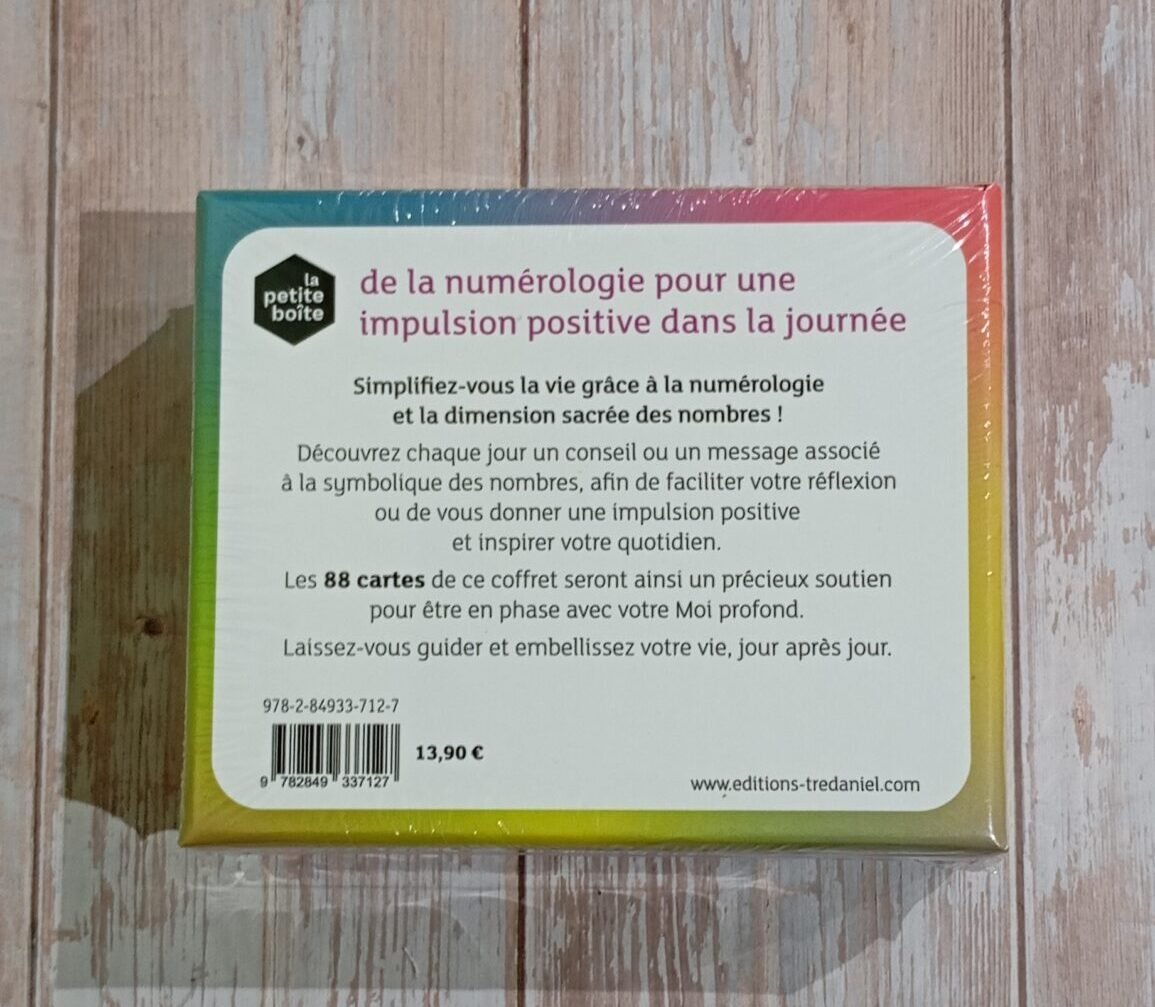 la
petite
boîte
de la numérologie pour une
impulsion positive dans la journée
Simplifiez-vous la vie grâce à la numérologie
et la dimension sacrée des nombres !
Découvrez chaque jour un conseil ou un message associé
à la symbolique des nombres, afin de faciliter votre réflexion
ou de vous donner une impulsion positive
et inspirer votre quotidien.
Les 88 cartes de ce coffret seront ainsi un précieux soutien
pour être en phase avec votre Moi profond.
Laissez-vous guider et embellissez votre vie, jour après jour.
978-2-84933-712-7
13,90 €
9 782849 337127
www.editions-tredaniel.com